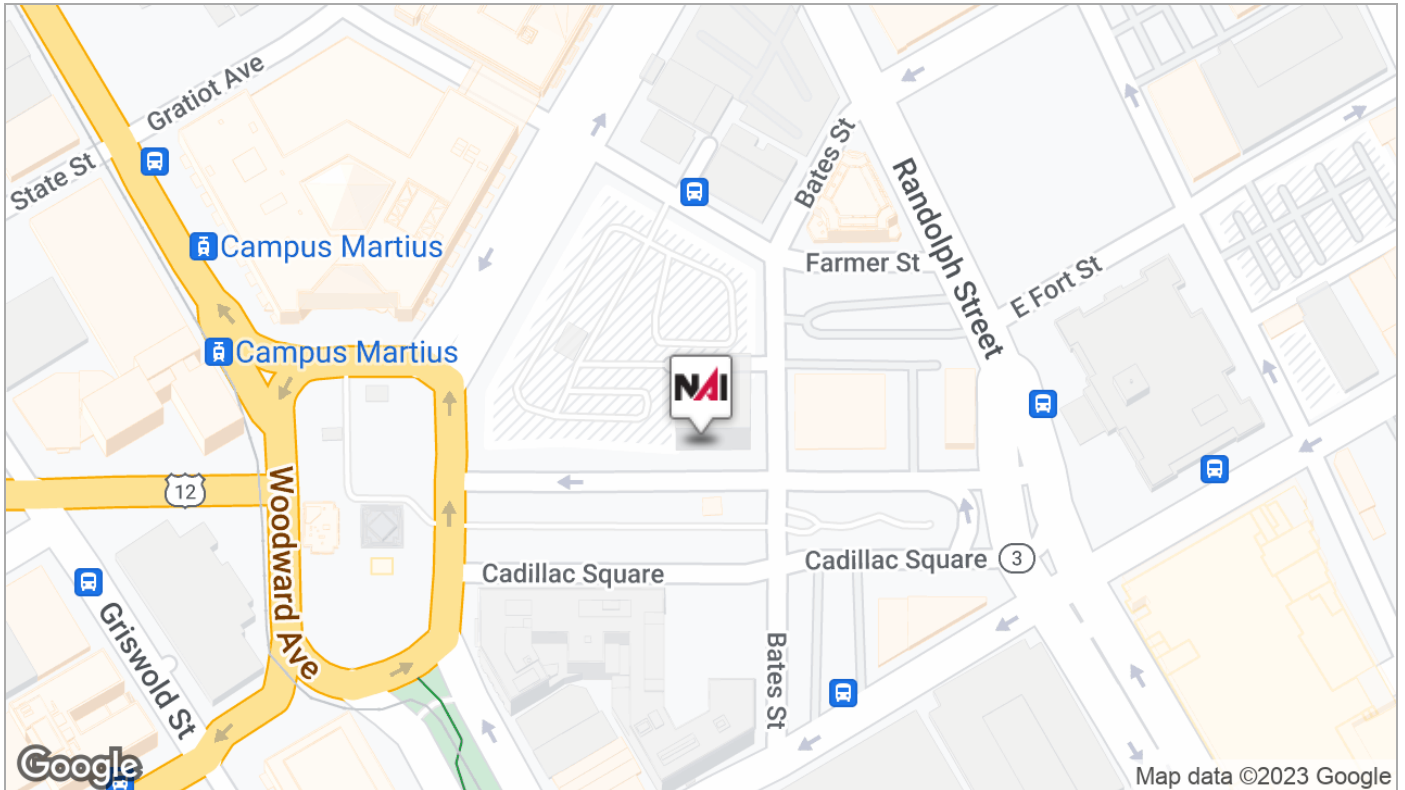 Gratiot Ave
State St
Bates St
Randolph Street
Campus Martius
Farmer St
E Fort St
Campus Martius
NAI
12
Woodward Ave
Cadillac Square
3
Cadillac Square
Griswold St
Bates St
Google
Map data ©2023 Google